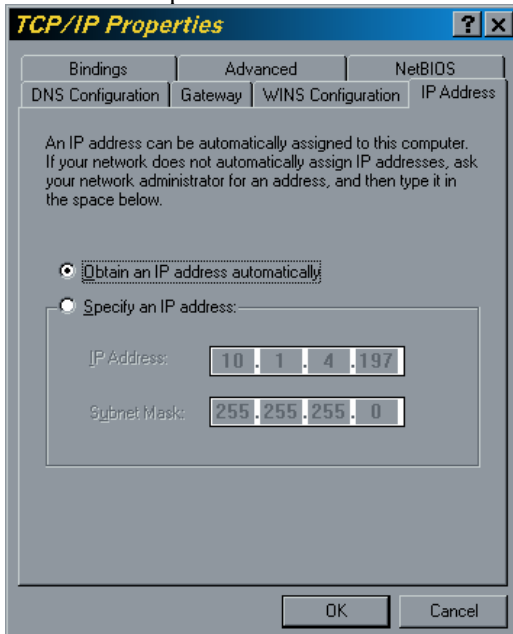 TCP/IP Properties ? ×
Bindings Advanced NetBIOS
DNS Configuration Gateway WINS Configuration IP Address
An IP address can be automatically assigned to this computer.
If your network does not automatically assign IP addresses, ask
your network administrator for an address, and then type it in
the space below.
Obtain an IP address automatically
Specify an IP address:
IP Address: 10 . 1 . 4 . 197
Subnet Mask: 255 . 255 . 255 . 0
OK Cancel